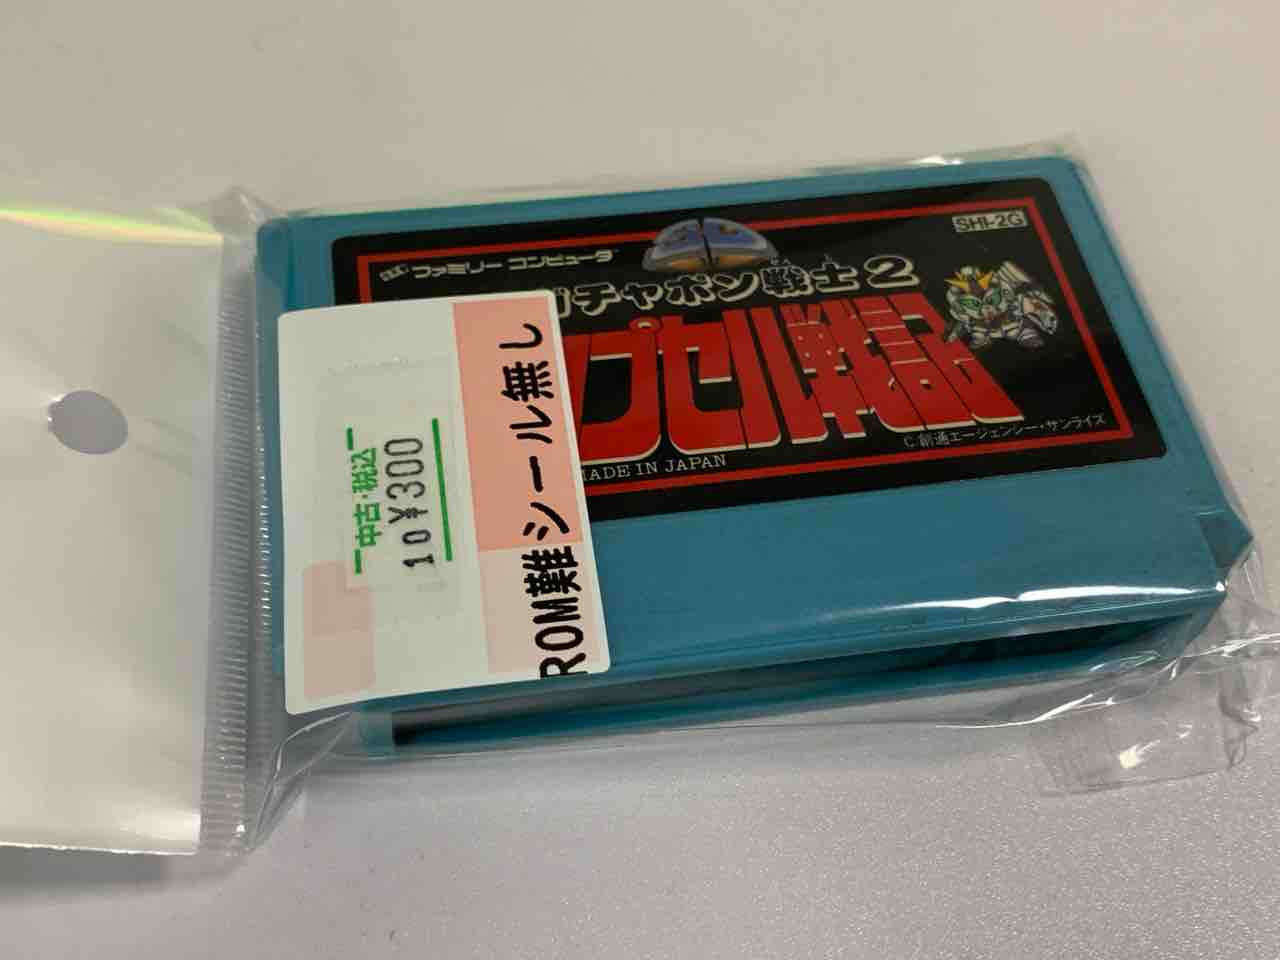 ファミリー コンピュータ
SHI-2G
ガチャポン戦士2
プセル戦記
C.創通エージェンシー・サンライズ
MADE IN JAPAN
中古・税込
10¥300
ROM難シール無し